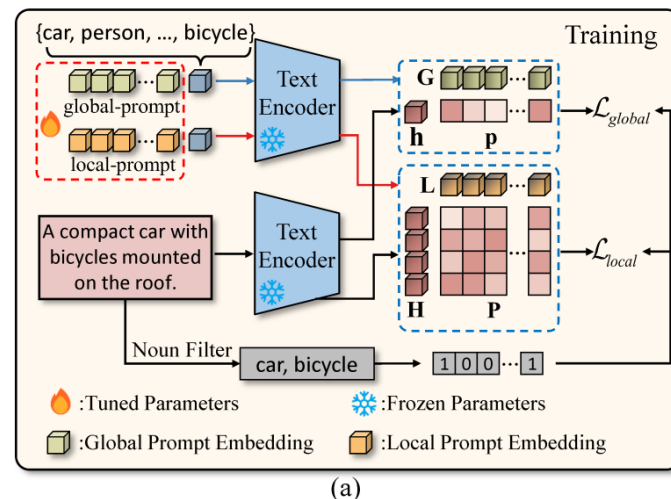 {car, person, ..., bicycle}
Training
Text
Encoder
G
global-prompt
h
p
ℒglobal
local-prompt
L
A compact car with
bicycles mounted
on the roof.
Text
Encoder
ℒlocal
H
P
Noun Filter
car, bicycle
1 0 0 ... 1
:Tuned Parameters
:Frozen Parameters
:Global Prompt Embedding
:Local Prompt Embedding
(a)